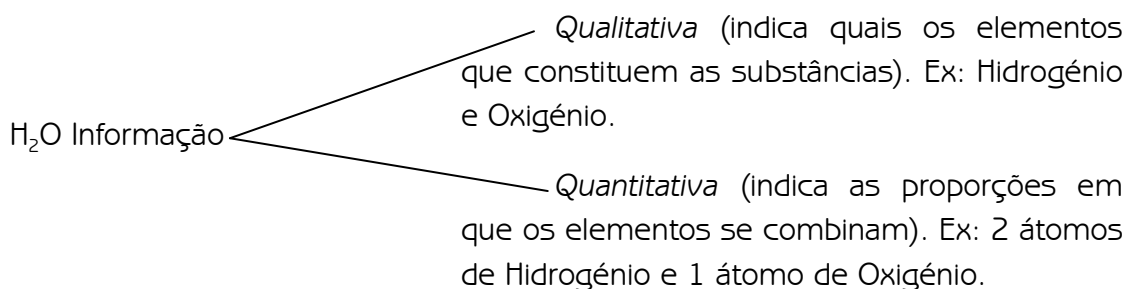 Qualitativa (indica quais os elementos
que constituem as substâncias). Ex: Hidrogénio
e Oxigénio.
H₂O Informação
Quantitativa (indica as proporções em
que os elementos se combinam). Ex: 2 átomos
de Hidrogénio e 1 átomo de Oxigénio.